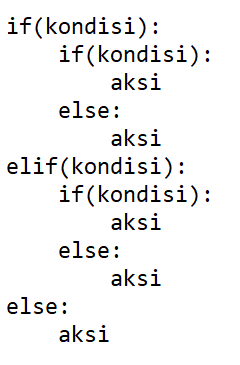 if(kondisi):
    if(kondisi):
        aksi
    else:
        aksi
elif(kondisi):
    if(kondisi):
        aksi
    else:
        aksi
else:
    aksi